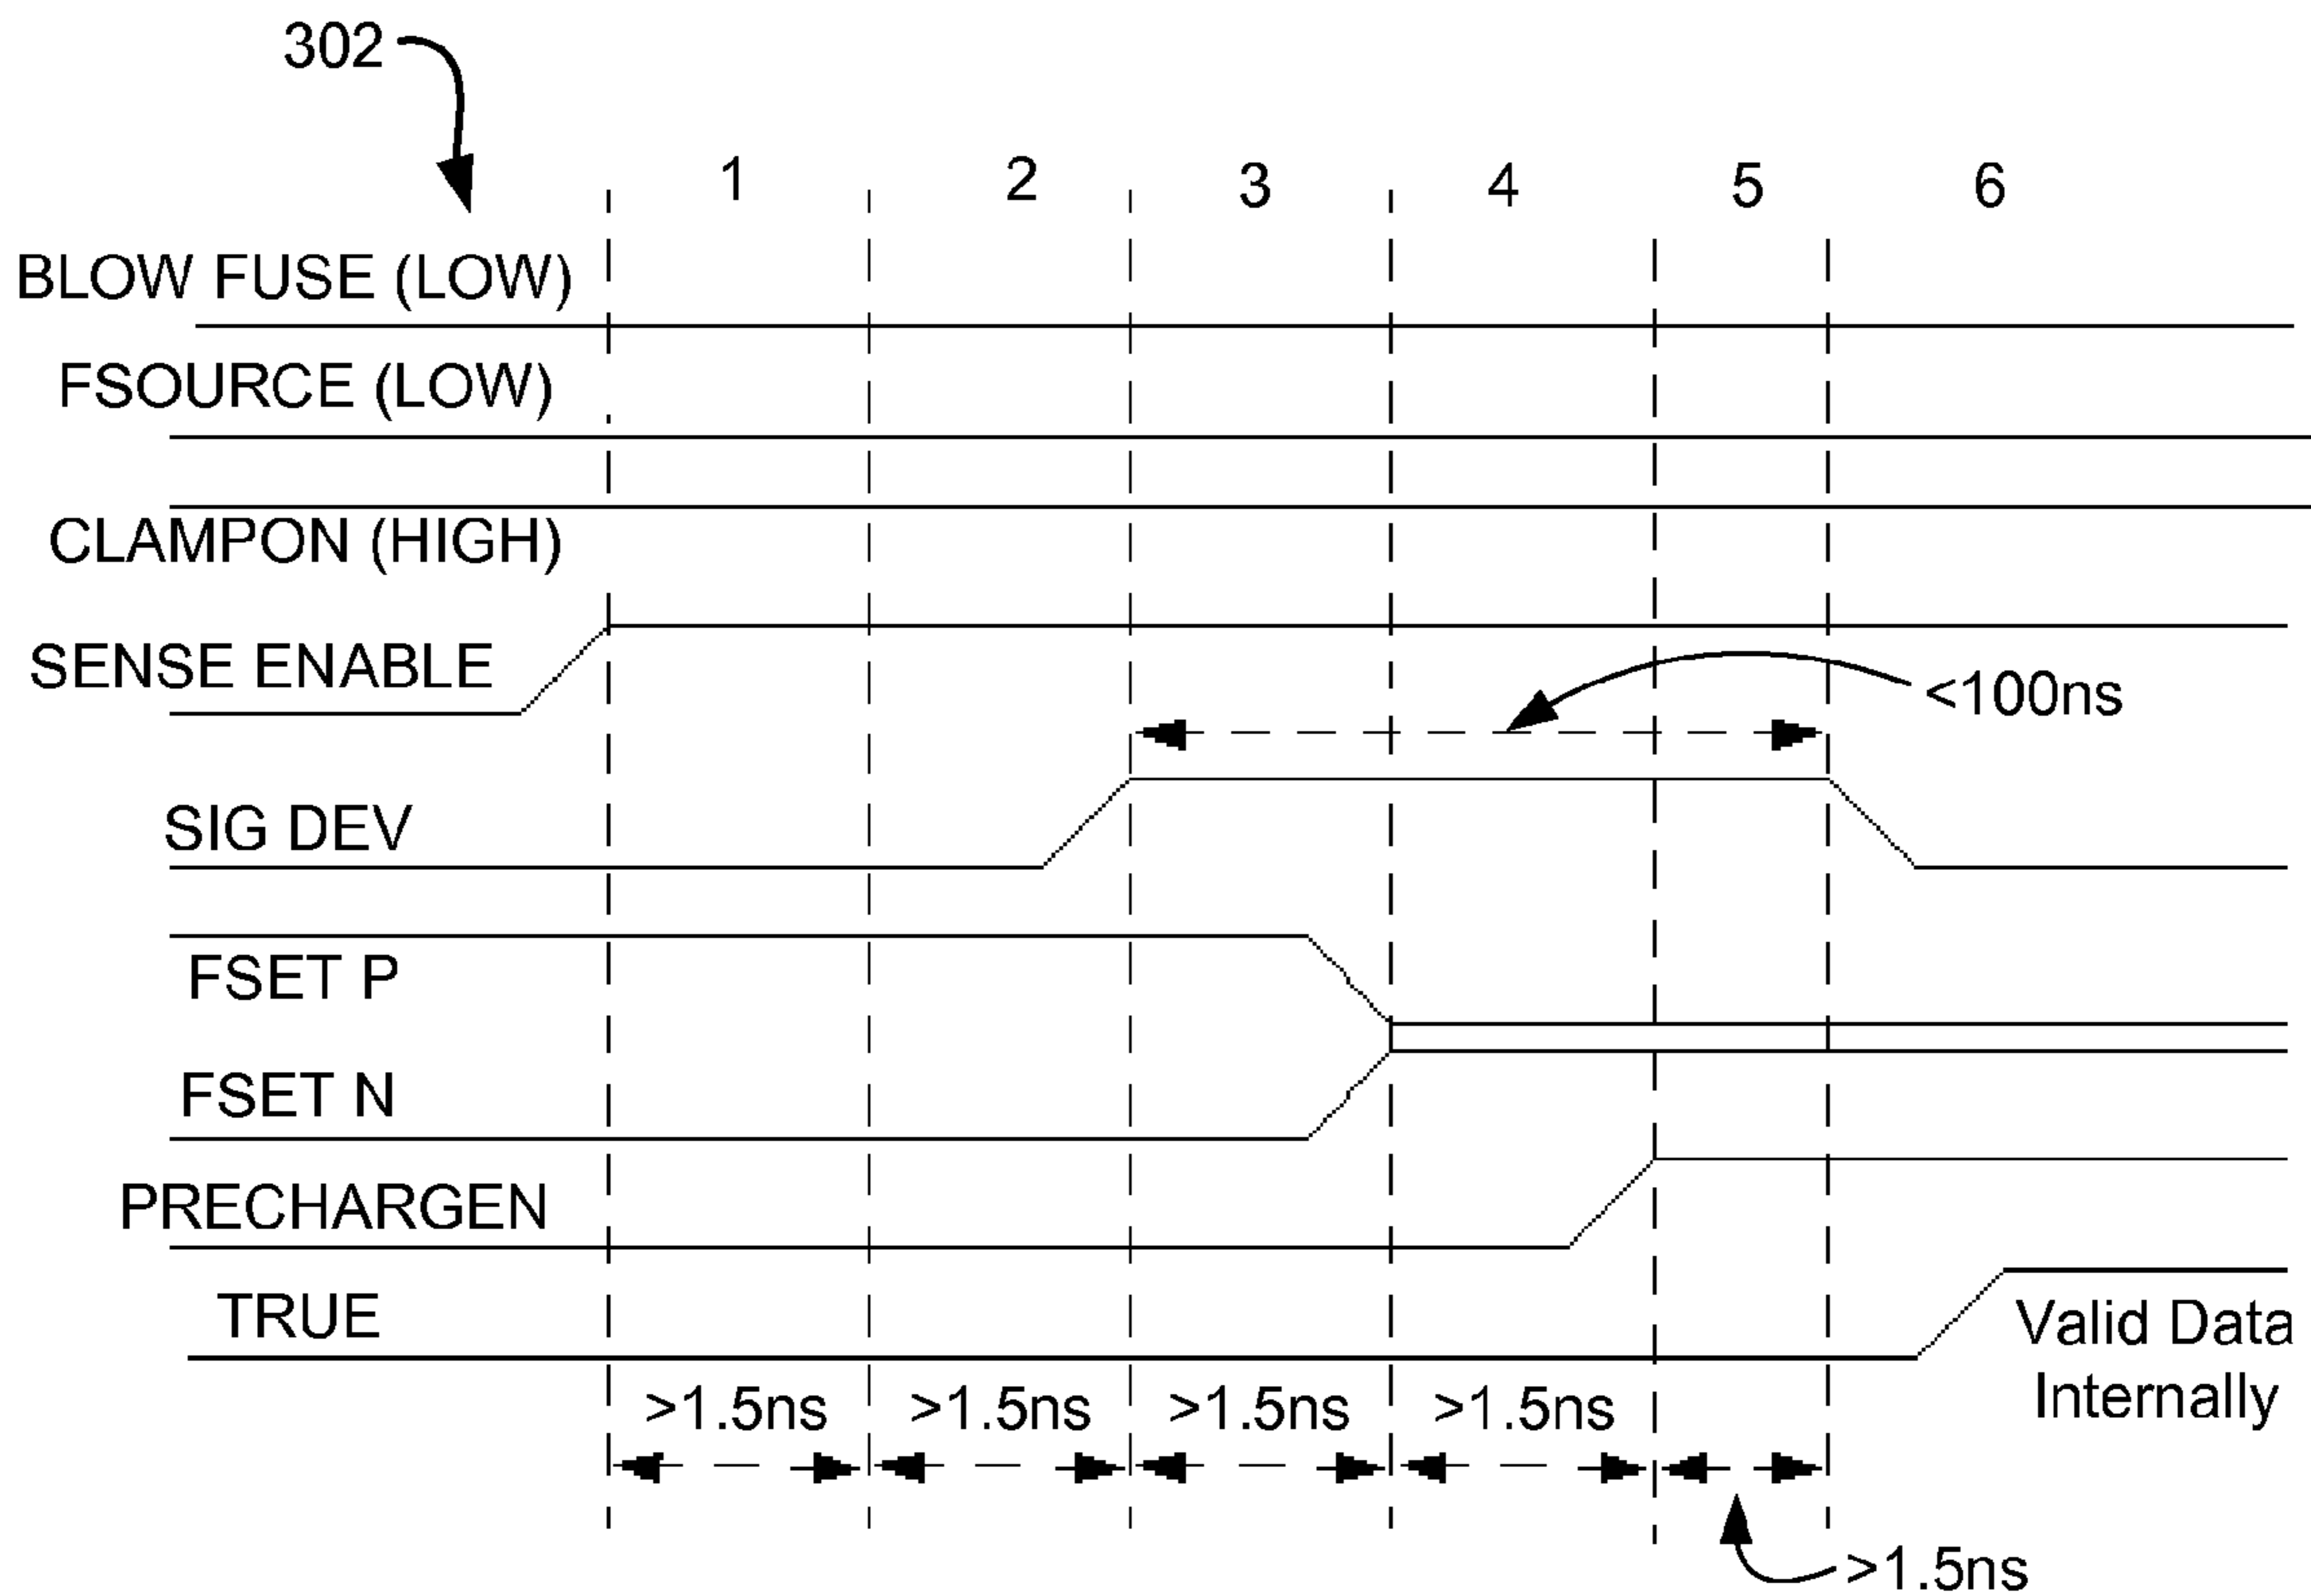 302
1 2 3 4 5 6
BLOW FUSE (LOW)
FSOURCE (LOW)
CLAMPON (HIGH)
SENSE ENABLE
<100ns
SIG DEV
FSET P
FSET N
PRECHARGEN
TRUE
Valid Data
Internally
>1.5ns >1.5ns >1.5ns >1.5ns
>1.5ns